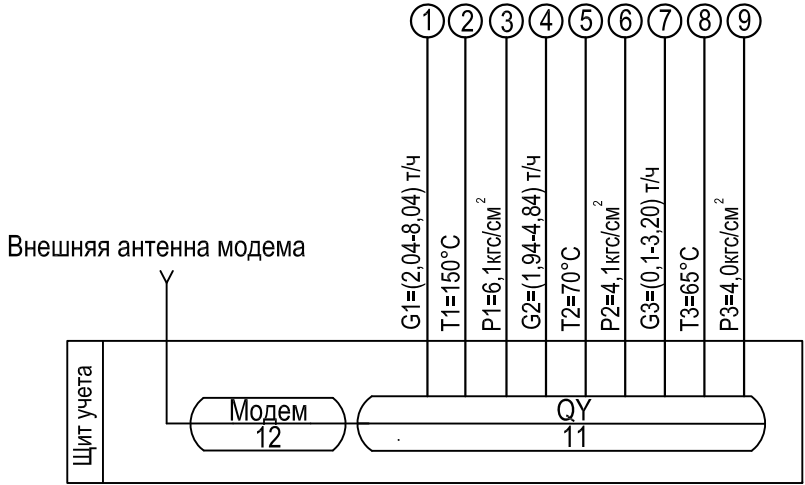 1 2 3 4 5 6 7 8 9
G1=(2,04-8,04) т/ч
T1=150°C
P1=6,1кгс/см²
G2=(1,94-4,84) т/ч
T2=70°C
P2=4,1кгс/см²
G3=(0,1-3,20) т/ч
T3=65°C
P3=4,0кгс/см²
Внешняя антенна модема
Щит учета
Модем
12
QY
11